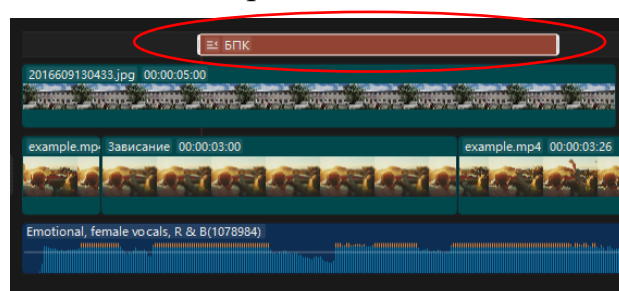 БПК
2016609130433.jpg 00:00:05:00
example.mp4 Зависание 00:00:03:00 example.mp4 00:00:03:26
Emotional, female vocals, R & B(1078984)